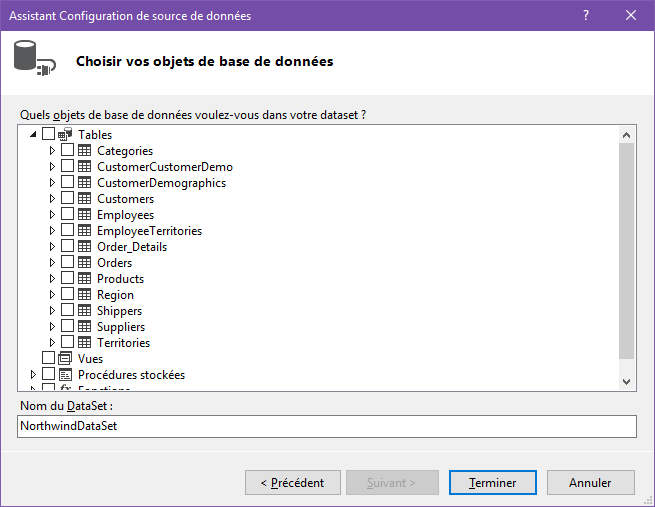 Assistant Configuration de source de données
Choisir vos objets de base de données
Quels objets de base de données voulez-vous dans votre dataset ?
Tables
Categories
CustomerCustomerDemo
CustomerDemographics
Customers
Employees
EmployeeTerritories
Order_Details
Orders
Products
Region
Shippers
Suppliers
Territories
Vues
Procédures stockées
Fonctions
Nom du DataSet :
NorthwindDataSet
< Précédent
Suivant >
Terminer
Annuler